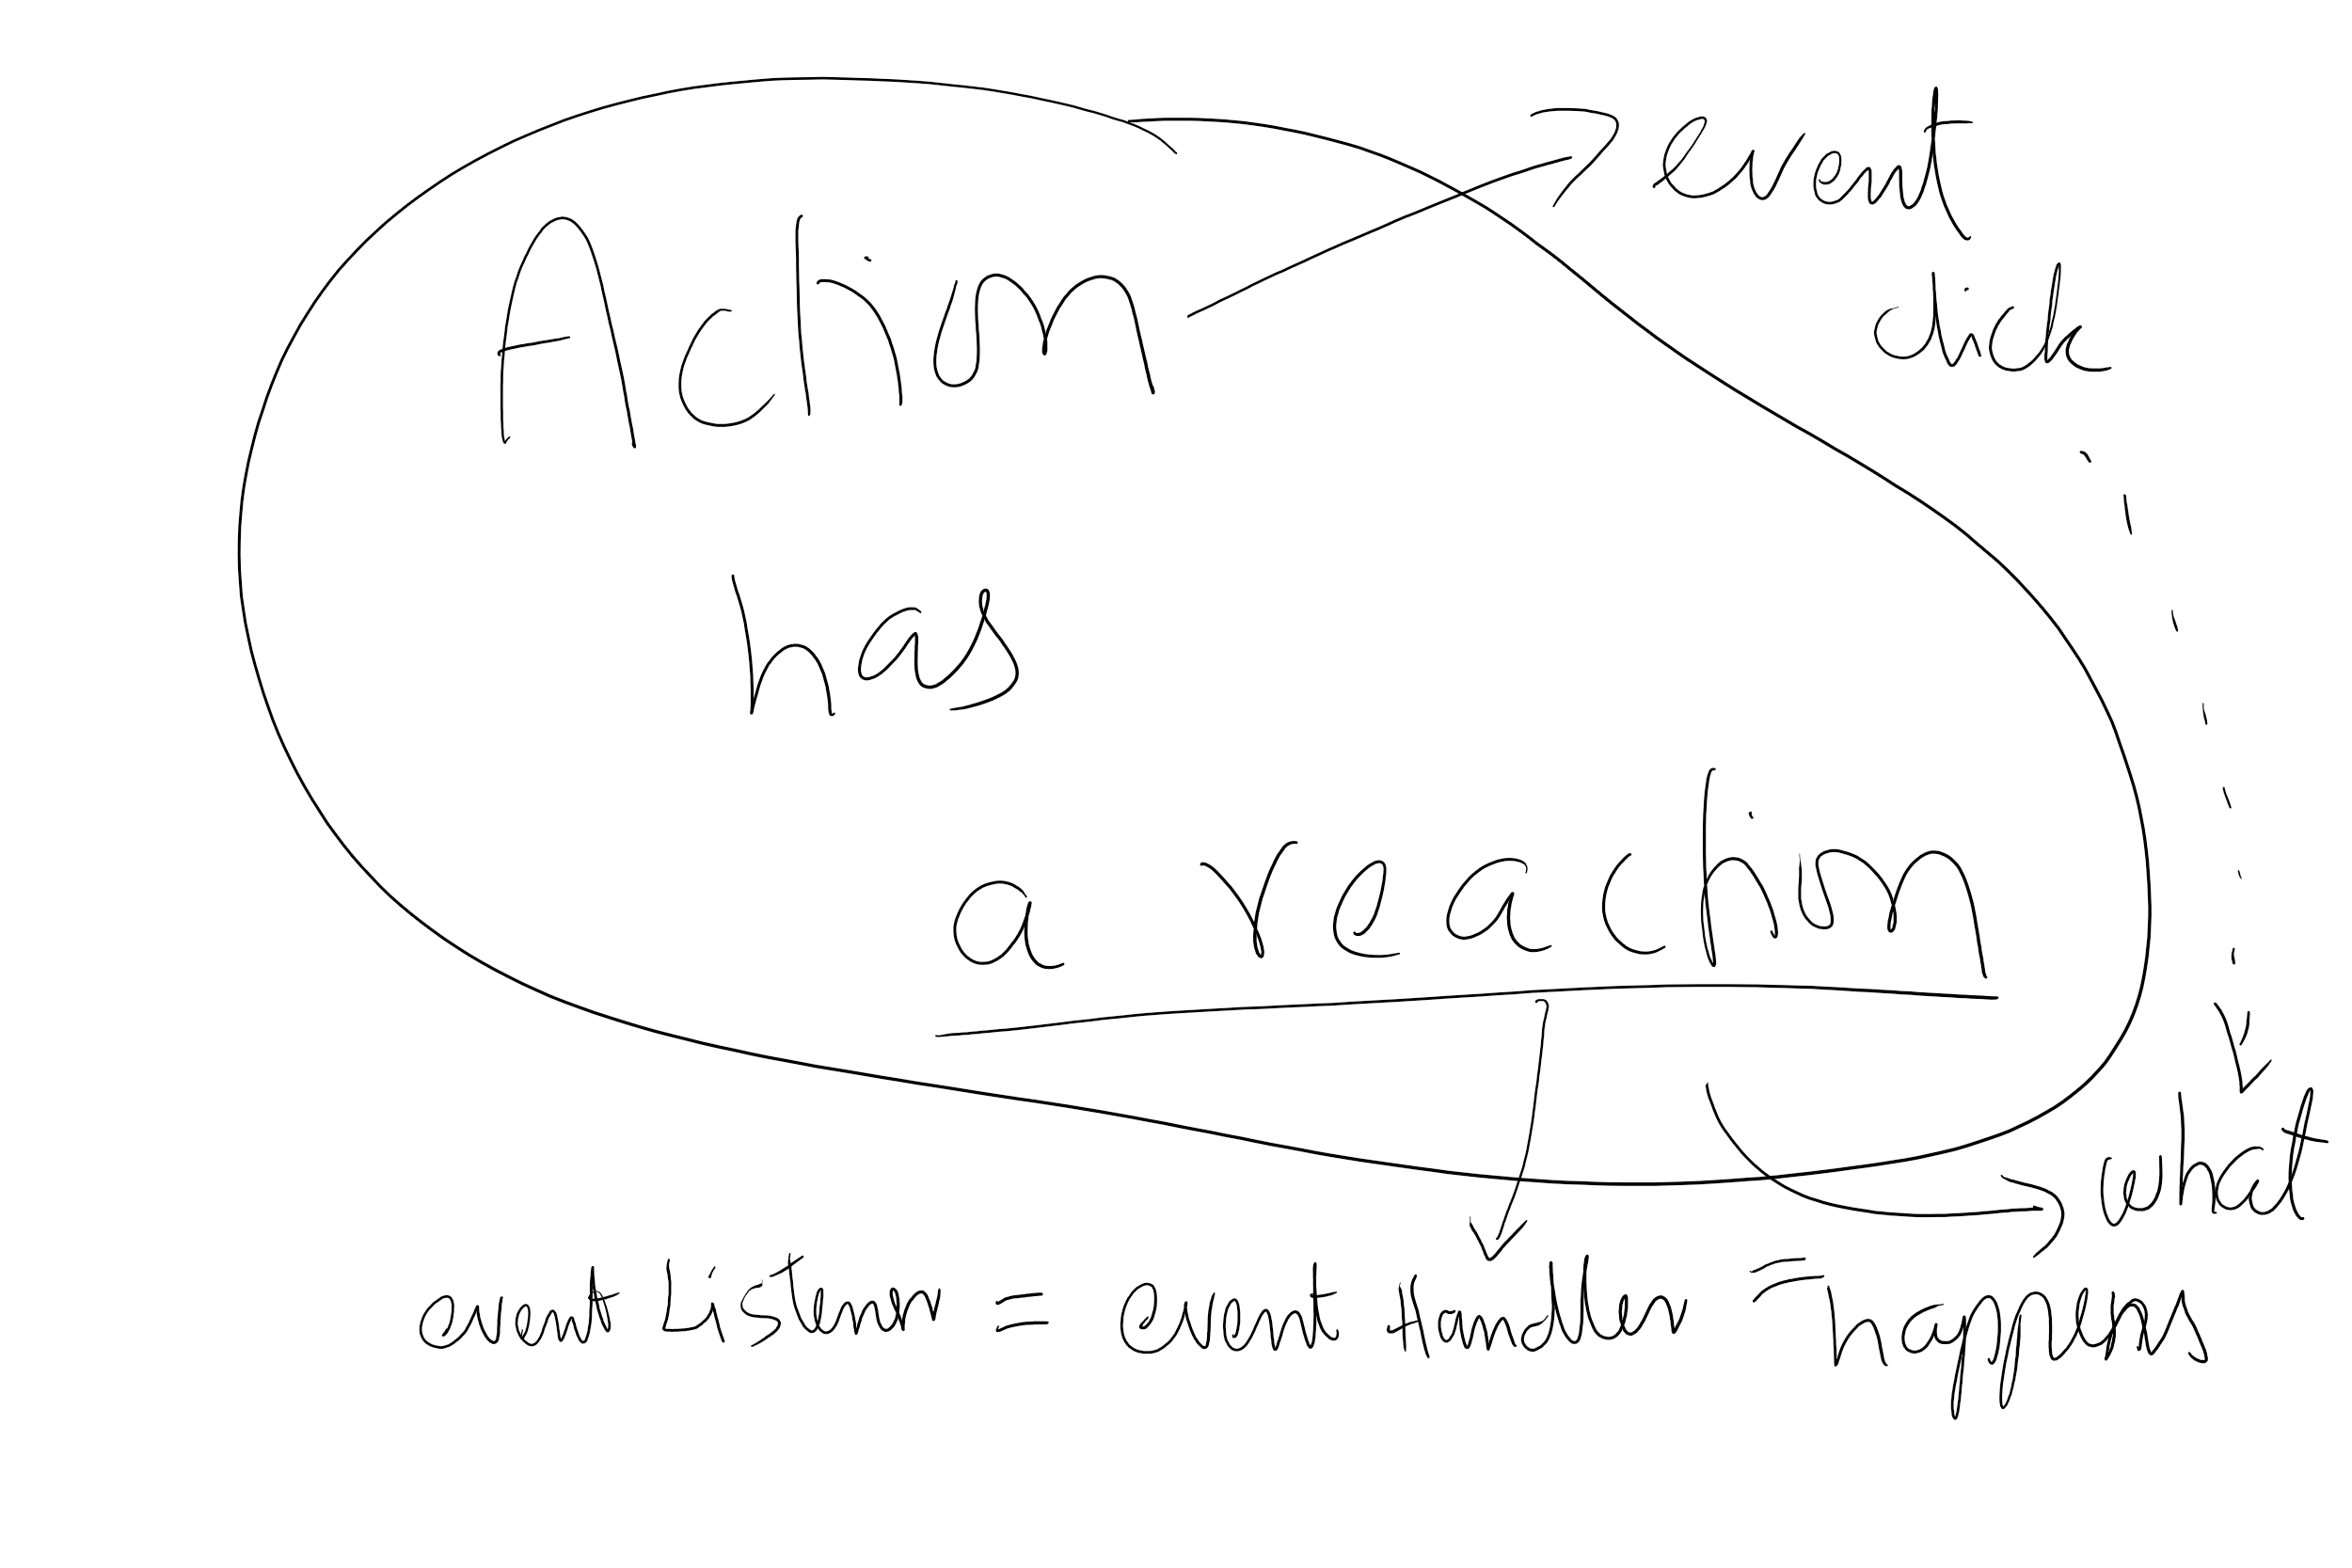 Action
event
click
has
a reaction
what
event Listener = event Handler = happens